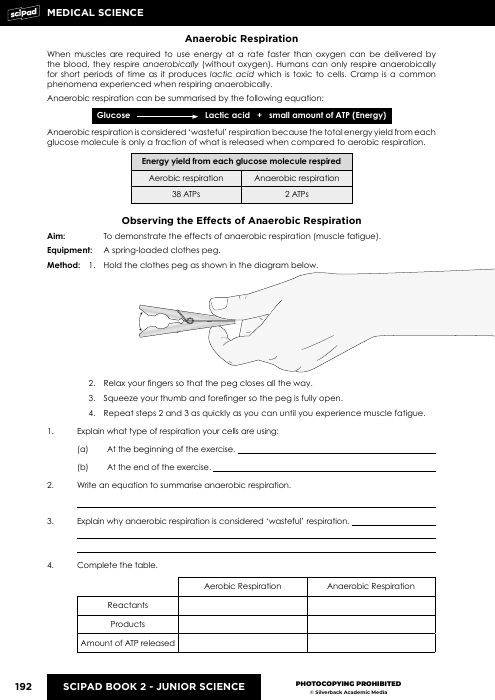 scipad MEDICAL SCIENCE
Anaerobic Respiration
When muscles are required to use energy at a rate faster than oxygen can be delivered by
the blood, they respire anaerobically (without oxygen). Humans can only respire anaerobically
for short periods of time as it produces lactic acid which is toxic to cells. Cramp is a common
phenomena experienced when respiring anaerobically.
Anaerobic respiration can be summarised by the following equation:
Glucose ⟶ Lactic acid + small amount of ATP (Energy)
Anaerobic respiration is considered 'wasteful' respiration because the total energy yield from each
glucose molecule is only a fraction of what is released when compared to aerobic respiration.
Energy yield from each glucose molecule respired
Aerobic respiration Anaerobic respiration
38 ATPs 2 ATPs
Observing the Effects of Anaerobic Respiration
Aim: To demonstrate the effects of anaerobic respiration (muscle fatigue).
Equipment: A spring-loaded clothes peg.
Method: 1. Hold the clothes peg as shown in the diagram below.
2. Relax your fingers so that the peg closes all the way.
3. Squeeze your thumb and forefinger so the peg is fully open.
4. Repeat steps 2 and 3 as quickly as you can until you experience muscle fatigue.
1. Explain what type of respiration your cells are using:
(a) At the beginning of the exercise.
(b) At the end of the exercise.
2. Write an equation to summarise anaerobic respiration.
3. Explain why anaerobic respiration is considered 'wasteful' respiration.
4. Complete the table.
Aerobic Respiration Anaerobic Respiration
Reactants
Products
Amount of ATP released
192 SCIPAD BOOK 2 - JUNIOR SCIENCE PHOTOCOPYING PROHIBITED
© Silverback Academic Media